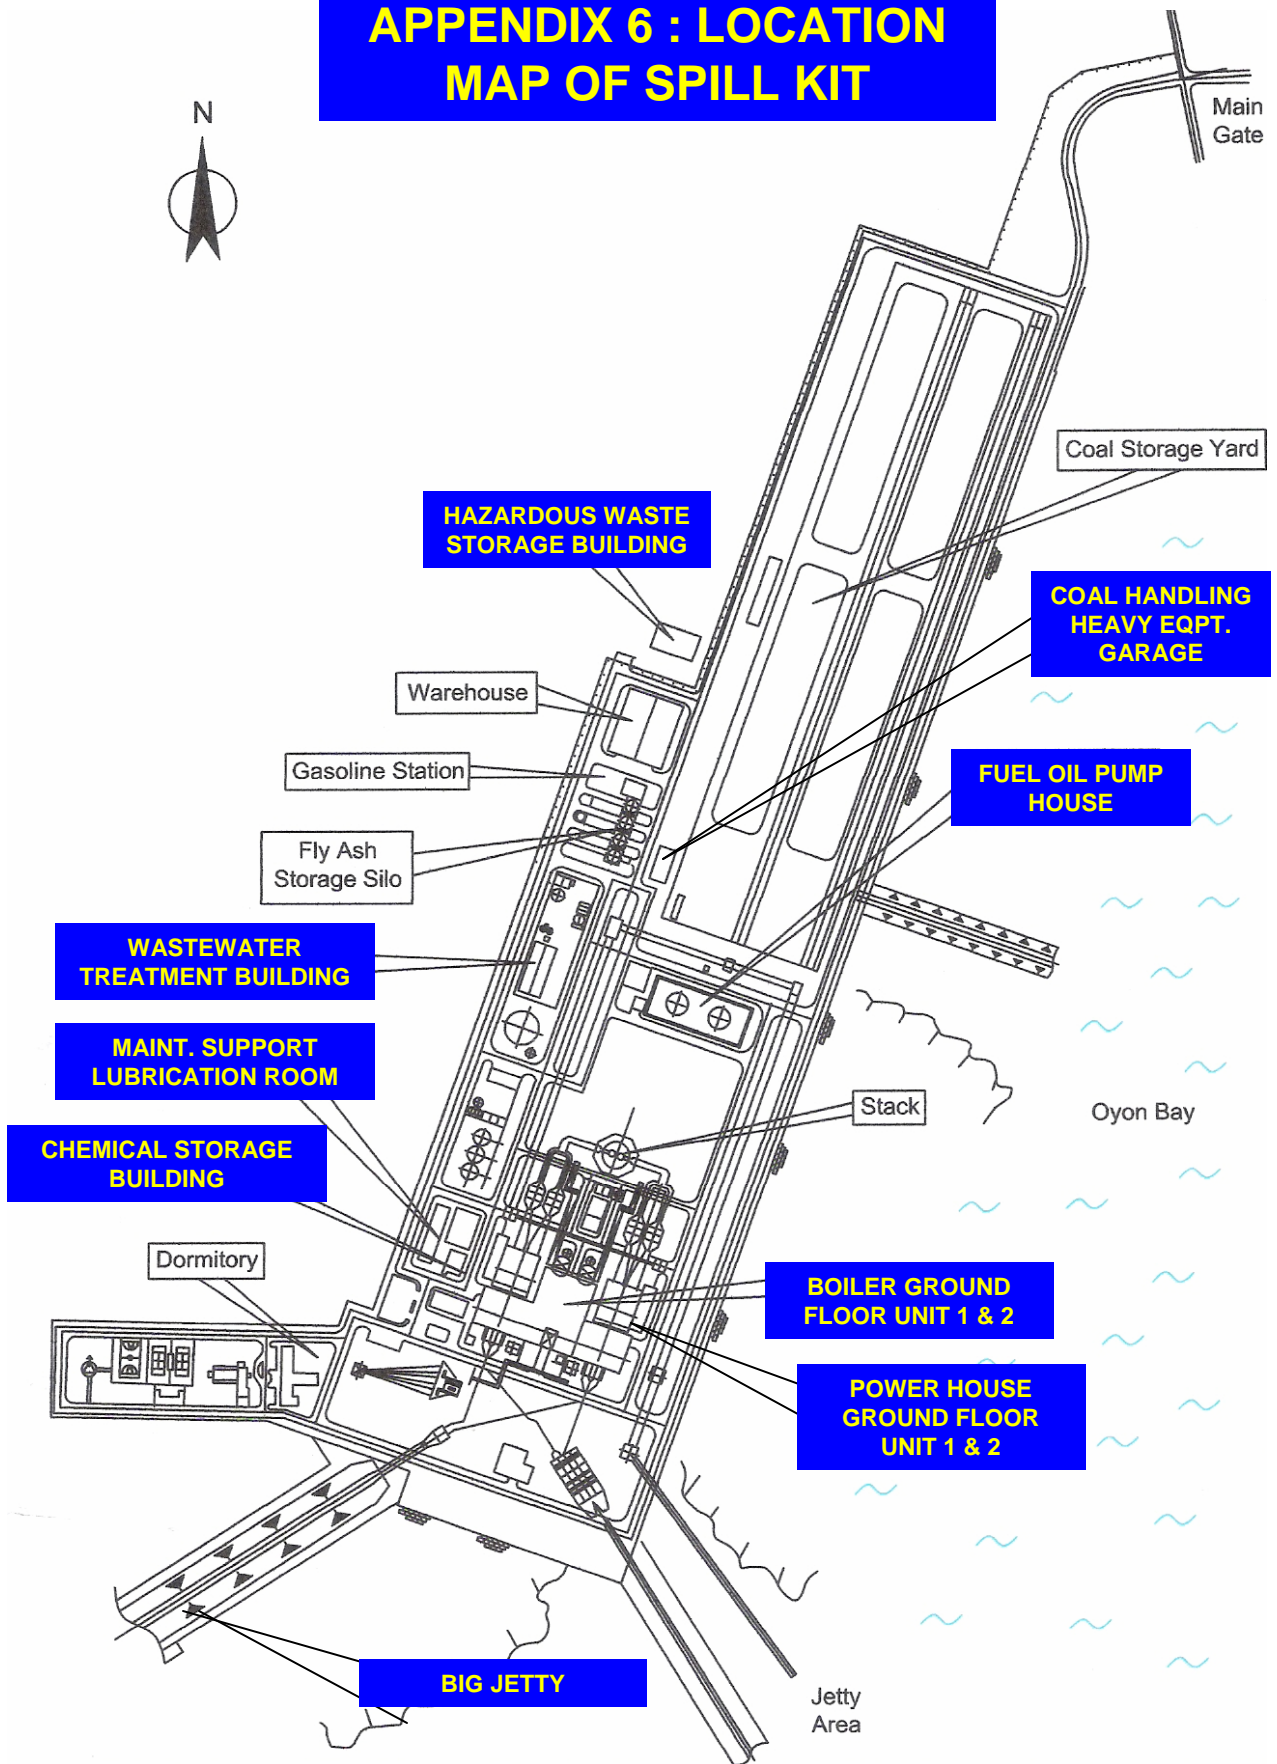 APPENDIX 6 : LOCATION
MAP OF SPILL KIT
N
Main
Gate
Coal Storage Yard
HAZARDOUS WASTE
STORAGE BUILDING
COAL HANDLING
HEAVY EQPT.
GARAGE
Warehouse
Gasoline Station
FUEL OIL PUMP
HOUSE
Fly Ash
Storage Silo
WASTEWATER
TREATMENT BUILDING
MAINT. SUPPORT
LUBRICATION ROOM
Stack
Oyon Bay
CHEMICAL STORAGE
BUILDING
Dormitory
BOILER GROUND
FLOOR UNIT 1 & 2
POWER HOUSE
GROUND FLOOR
UNIT 1 & 2
BIG JETTY
Jetty
Area